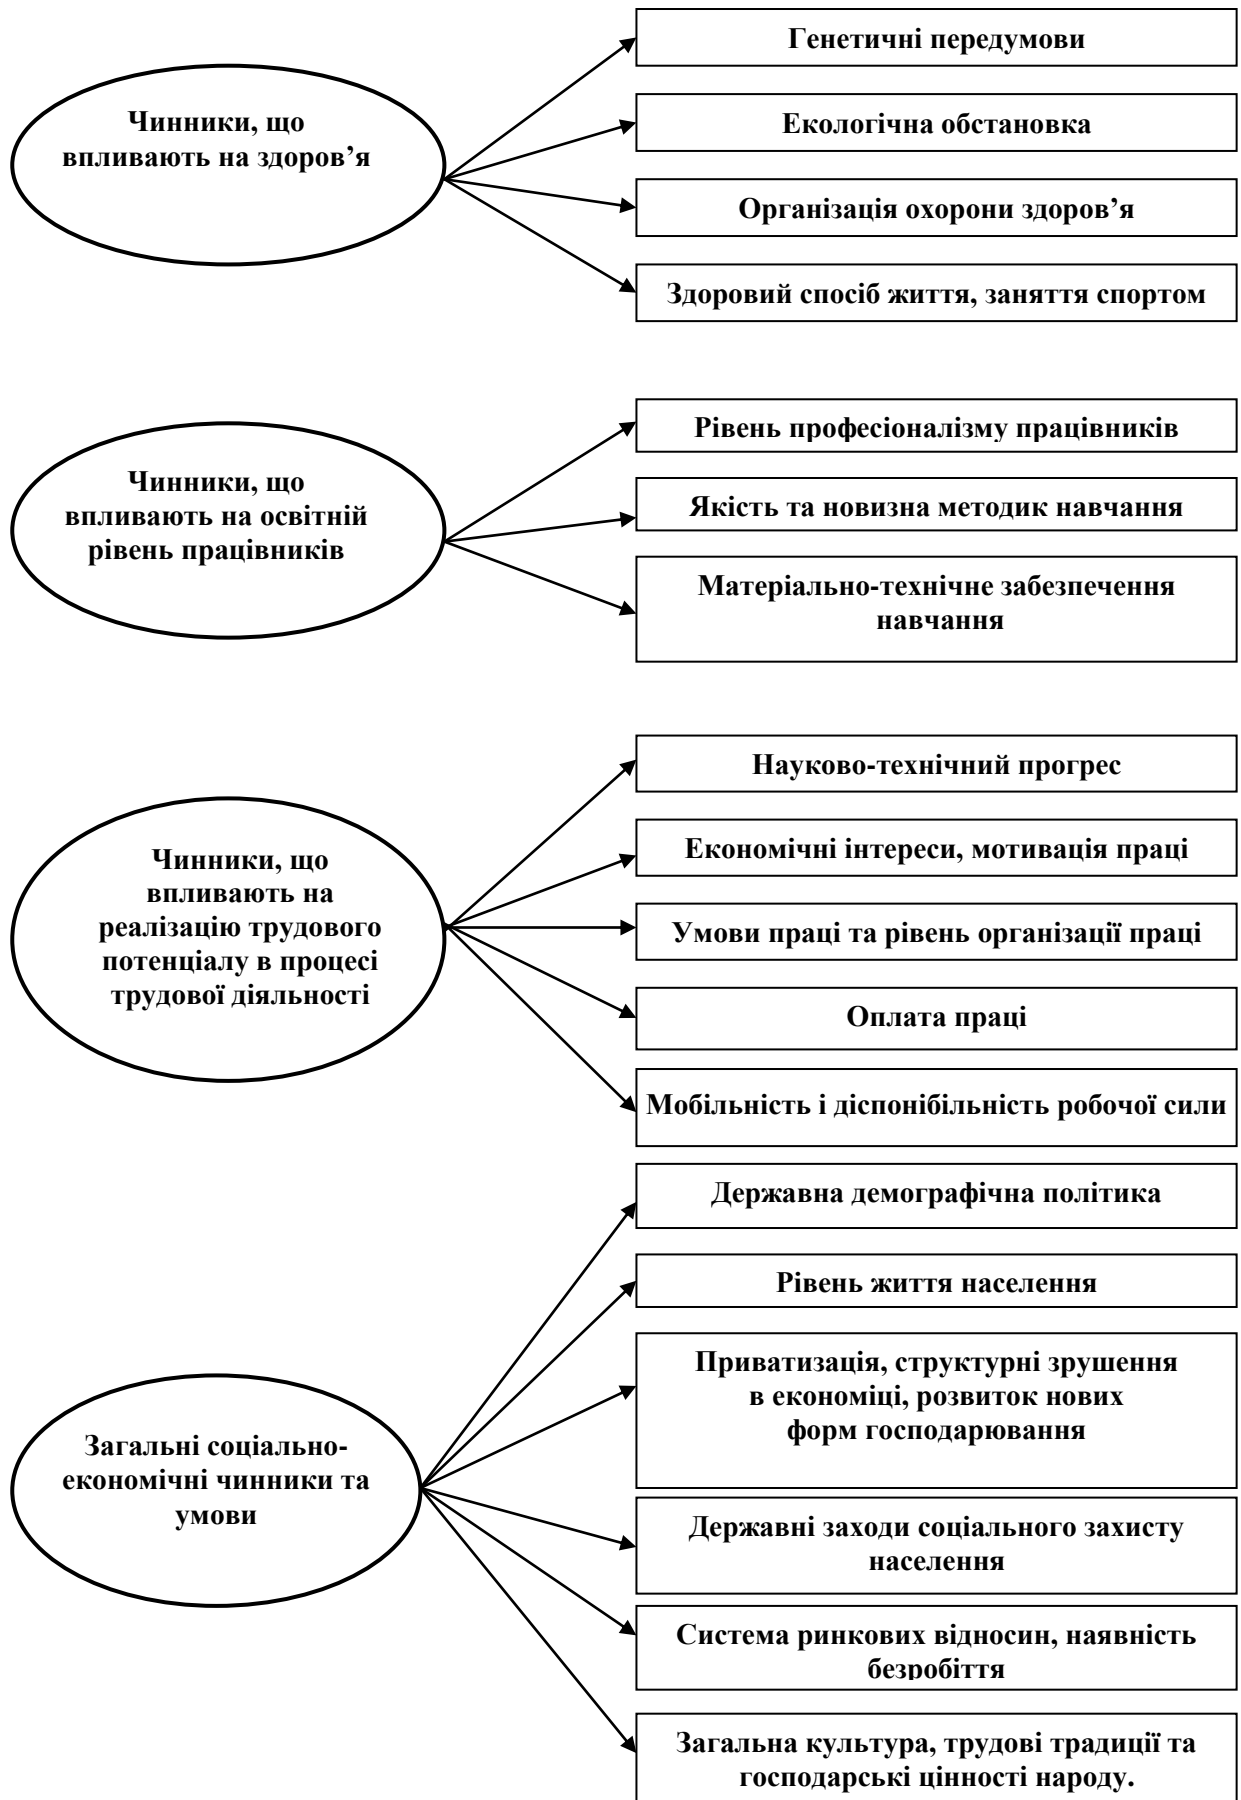 Чинники, що
впливають на здоров’я
Генетичні передумови
Екологічна обстановка
Організація охорони здоров’я
Здоровий спосіб життя, заняття спортом
Чинники, що
впливають на освітній
рівень працівників
Рівень професіоналізму працівників
Якість та новизна методик навчання
Матеріально-технічне забезпечення
навчання
Чинники, що
впливають на
реалізацію трудового
потенціалу в процесі
трудової діяльності
Науково-технічний прогрес
Економічні інтереси, мотивація праці
Умови праці та рівень організації праці
Оплата праці
Мобільність і діспонібільність робочої сили
Загальні соціально-
економічні чинники та
умови
Державна демографічна політика
Рівень життя населення
Приватизація, структурні зрушення
в економіці, розвиток нових
форм господарювання
Державні заходи соціального захисту
населення
Система ринкових відносин, наявність
безробіття
Загальна культура, трудові традиції та
господарські цінності народу.